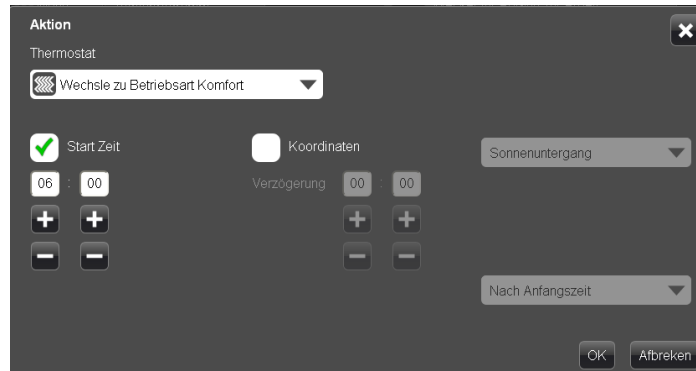 Aktion
Thermostat
Wechsle zu Betriebsart Komfort
Start Zeit
Koordinaten
Sonnenuntergang
06 : 00
Verzögerung 00 : 00
Nach Anfangszeit
OK
Afbreken